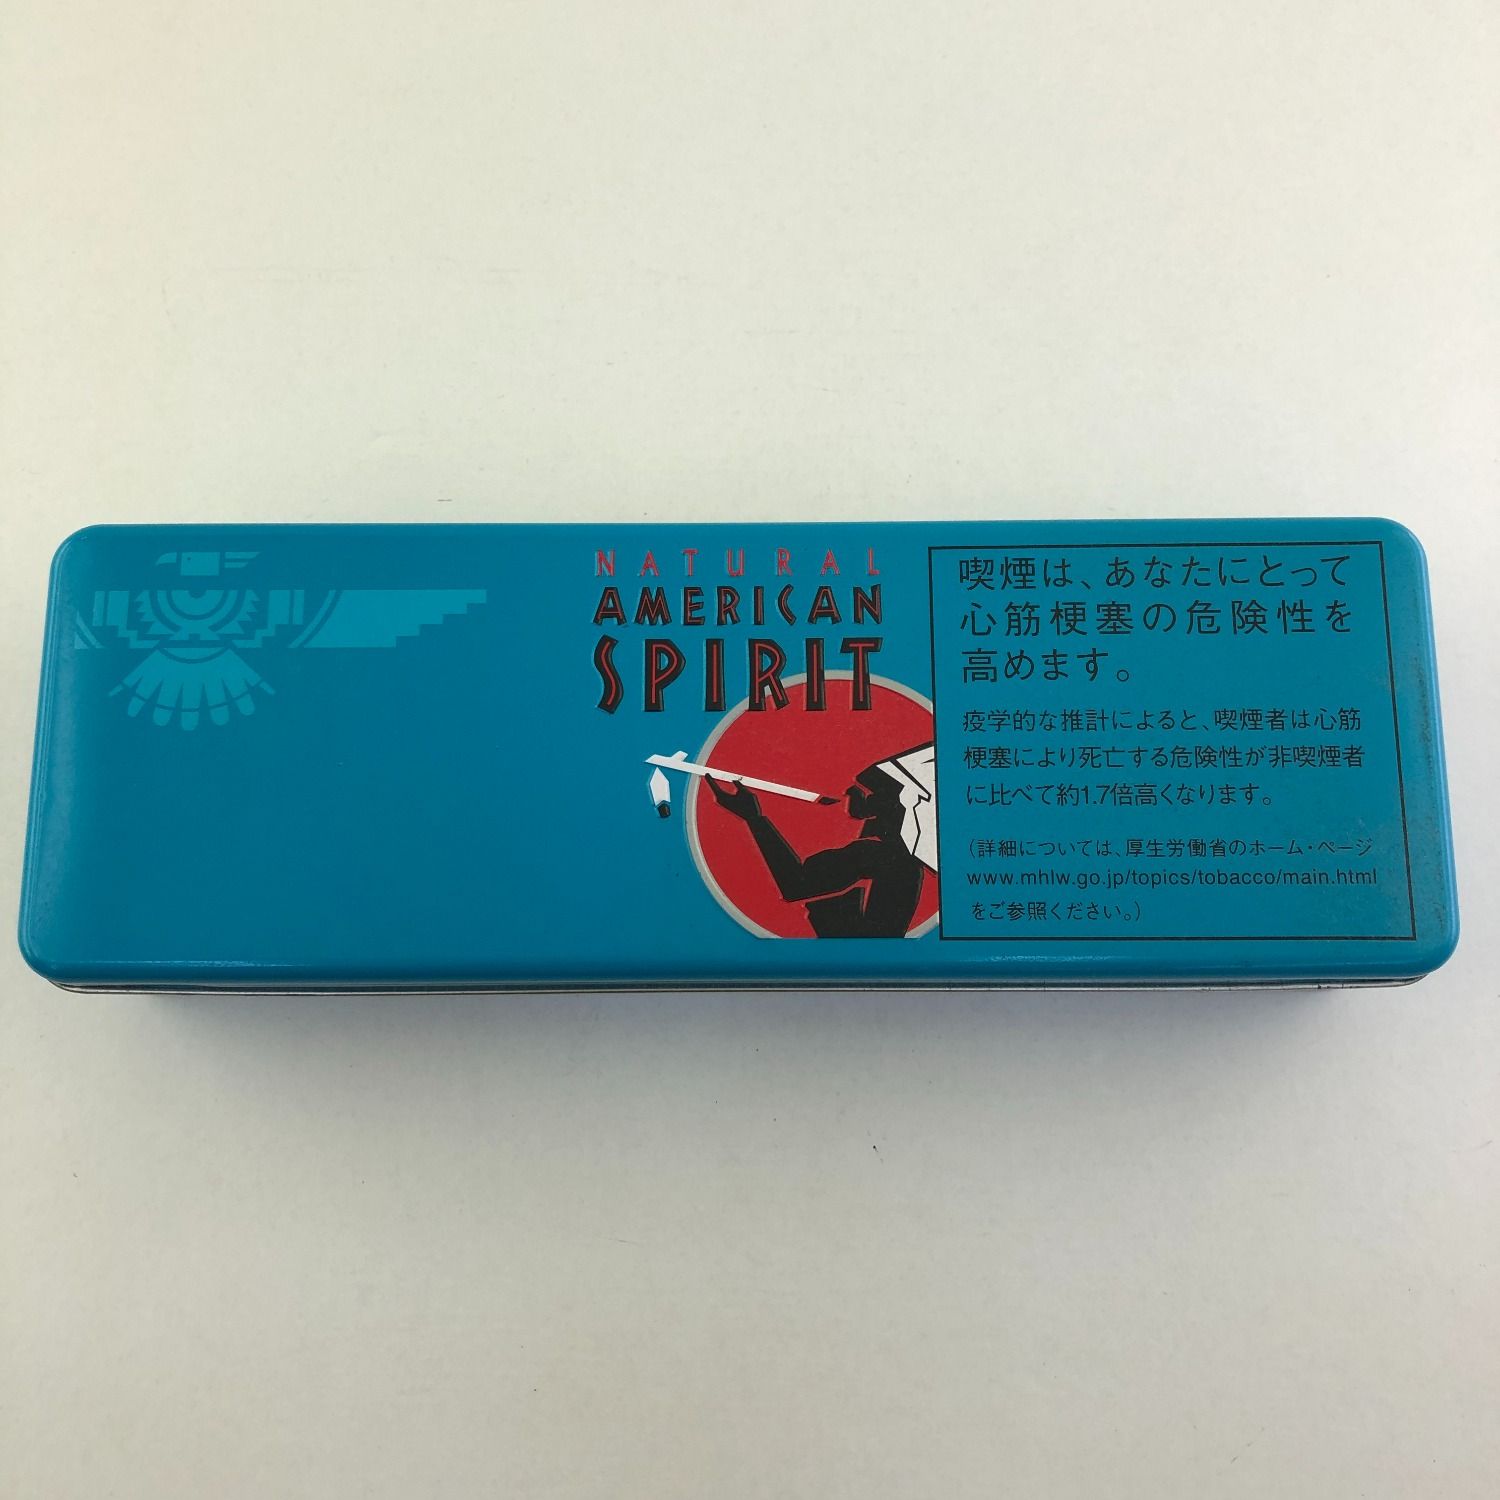 NATURAL
AMERICAN
SPIRIT
喫煙は、あなたにとって
心筋梗塞の危険性を
高めます。
疫学的な推計によると、喫煙者は心筋
梗塞により死亡する危険性が非喫煙者
に比べて約1.7倍高くなります。
（詳細については、厚生労働省のホーム・ページ
www.mhlw.go.jp/topics/tobacco/main.html
をご参照ください。）